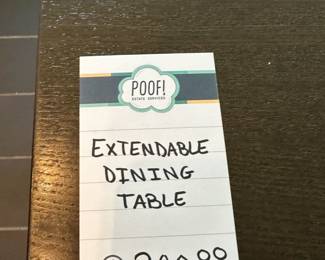 POOF!
ESTATE SERVICES
EXTENDABLE
DINING
TABLE